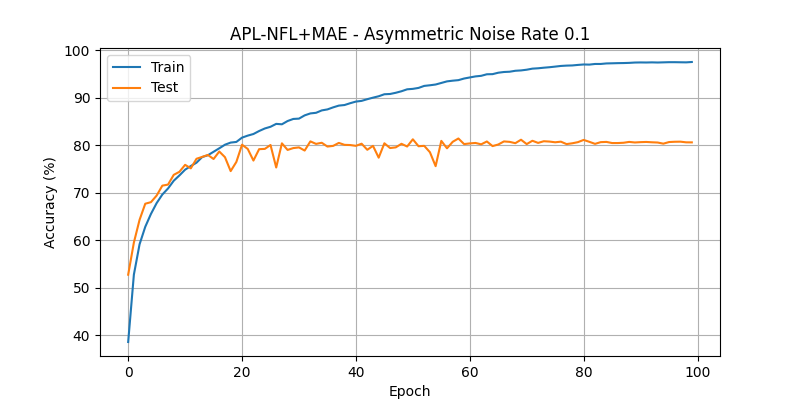 APL-NFL+MAE - Asymmetric Noise Rate 0.1
Train
Test
100
90
80
70
60
50
40
Accuracy (%)
0 20 40 60 80 100
Epoch